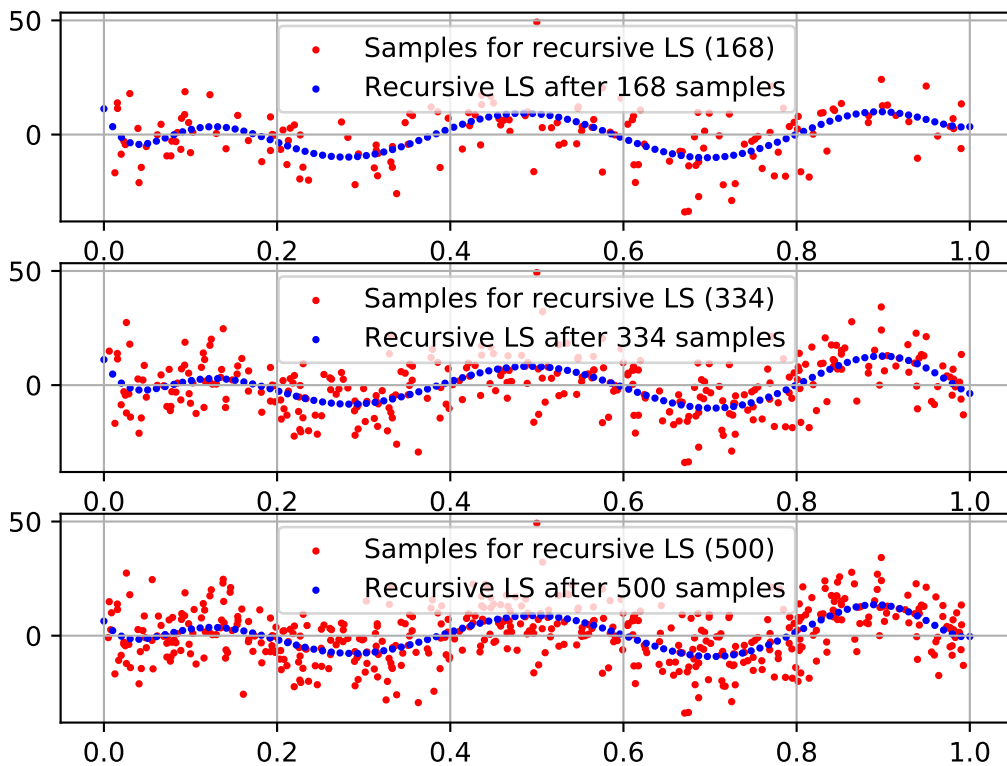 50
Samples for recursive LS (168)
Recursive LS after 168 samples
0
0.0 0.2 0.4 0.6 0.8 1.0
50
Samples for recursive LS (334)
Recursive LS after 334 samples
0
0.0 0.2 0.4 0.6 0.8 1.0
50
Samples for recursive LS (500)
Recursive LS after 500 samples
0
0.0 0.2 0.4 0.6 0.8 1.0